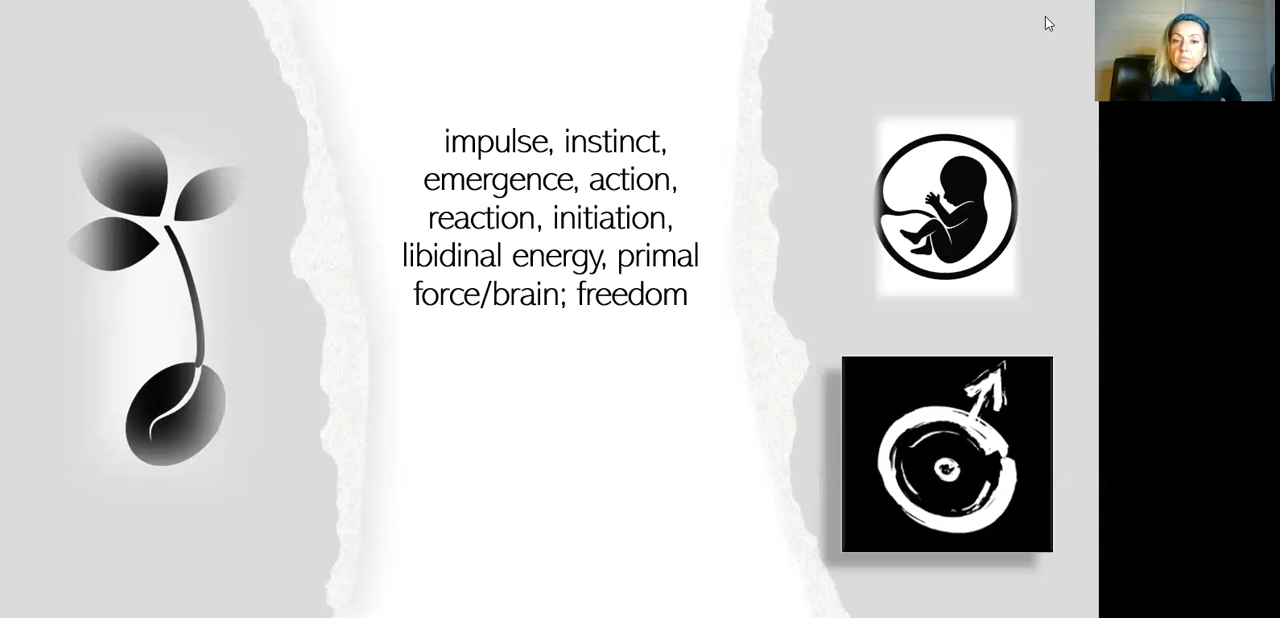 impulse, instinct,
emergence, action,
reaction, initiation,
libidinal energy, primal
force/brain; freedom